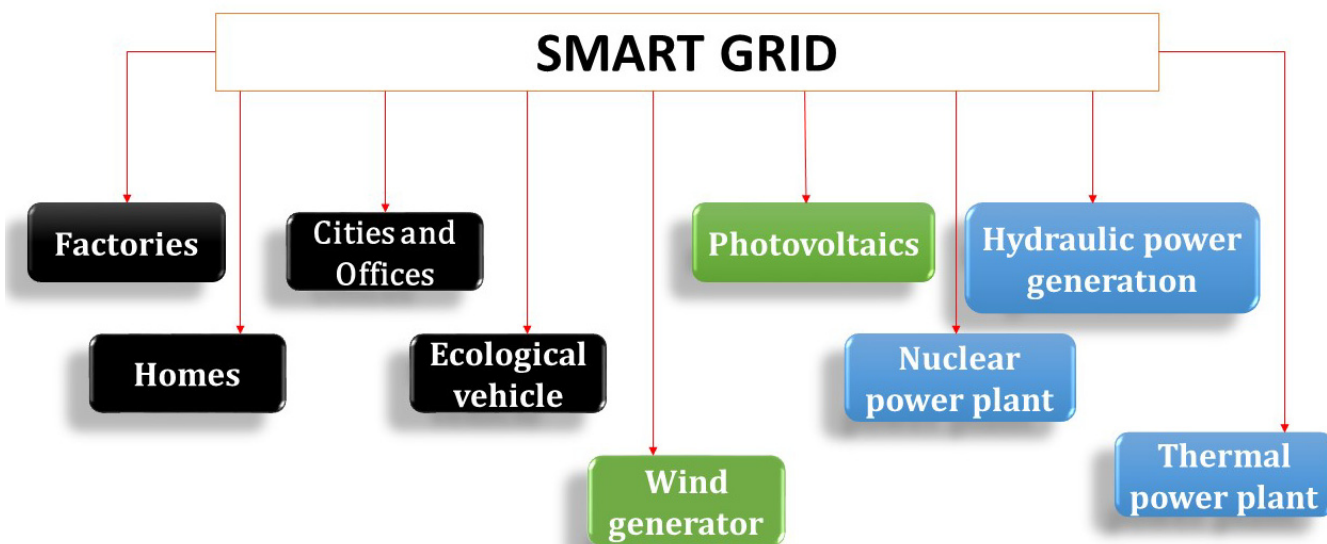 SMART GRID
Factories
Cities and
Offices
Photovoltaics
Hydraulic power
generatıon
Homes
Ecological
vehicle
Nuclear
power plant
Wind
generator
Thermal
power plant